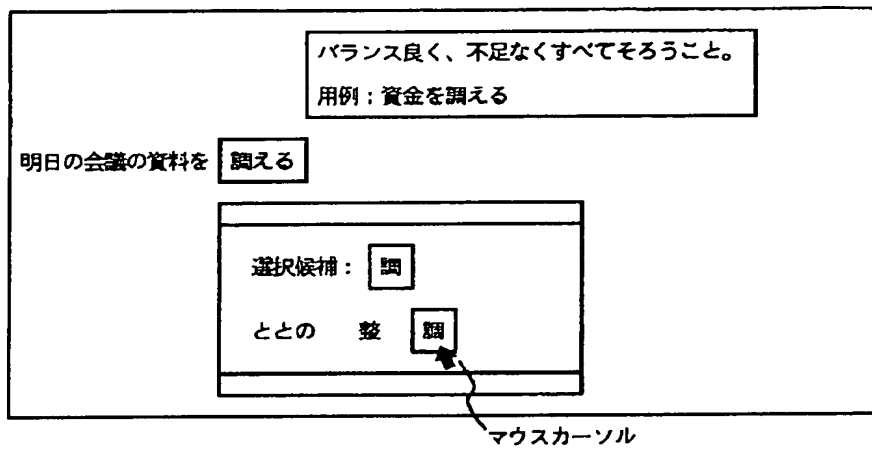 バランス良く、不足なくすべてそろうこと。
用例：資金を調える
明日の会議の資料を 調える
選択候補： 調
ととの 整 調
マウスカーソル